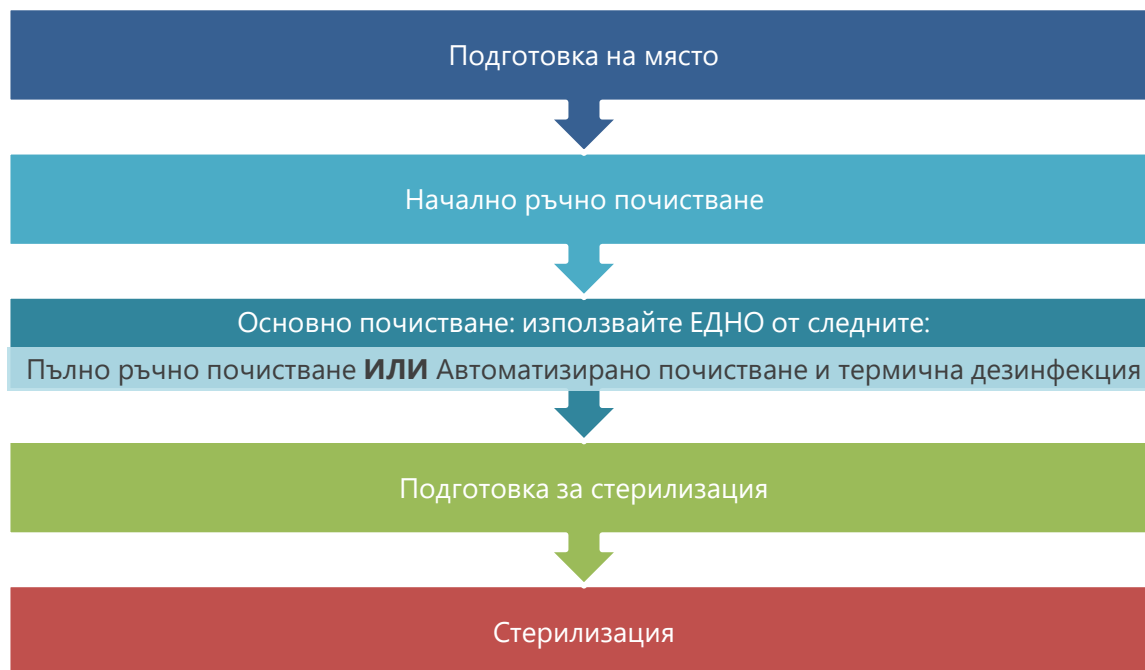 Подготовка на място
Начално ръчно почистване
Основно почистване: използвайте ЕДНО от следните:
Пълно ръчно почистване ИЛИ Автоматизирано почистване и термична дезинфекция
Подготовка за стерилизация
Стерилизация